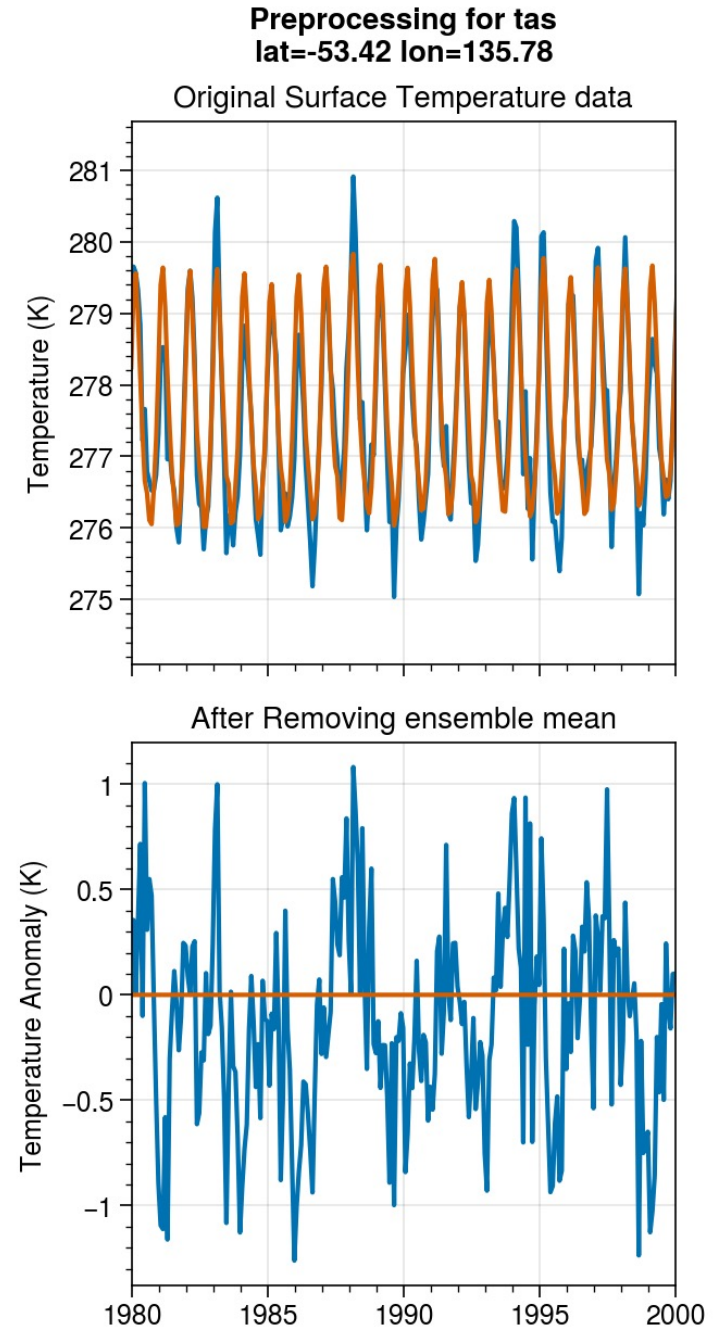 Preprocessing for tas
lat=-53.42 lon=135.78
Original Surface Temperature data
281
280
279
278
277
276
275
Temperature (K)
After Removing ensemble mean
1
0.5
0
−0.5
−1
Temperature Anomaly (K)
1980 1985 1990 1995 2000